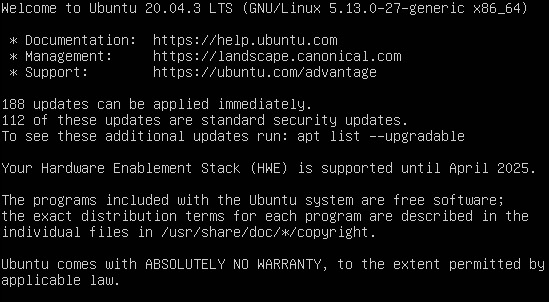 Welcome to Ubuntu 20.04.3 LTS (GNU/Linux 5.13.0-27-generic x86_64)
* Documentation:  https://help.ubuntu.com
* Management:     https://landscape.canonical.com
* Support:        https://ubuntu.com/advantage
188 updates can be applied immediately.
112 of these updates are standard security updates.
To see these additional updates run: apt list --upgradable
Your Hardware Enablement Stack (HWE) is supported until April 2025.
The programs included with the Ubuntu system are free software;
the exact distribution terms for each program are described in the
individual files in /usr/share/doc/*/copyright.
Ubuntu comes with ABSOLUTELY NO WARRANTY, to the extent permitted by
applicable law.